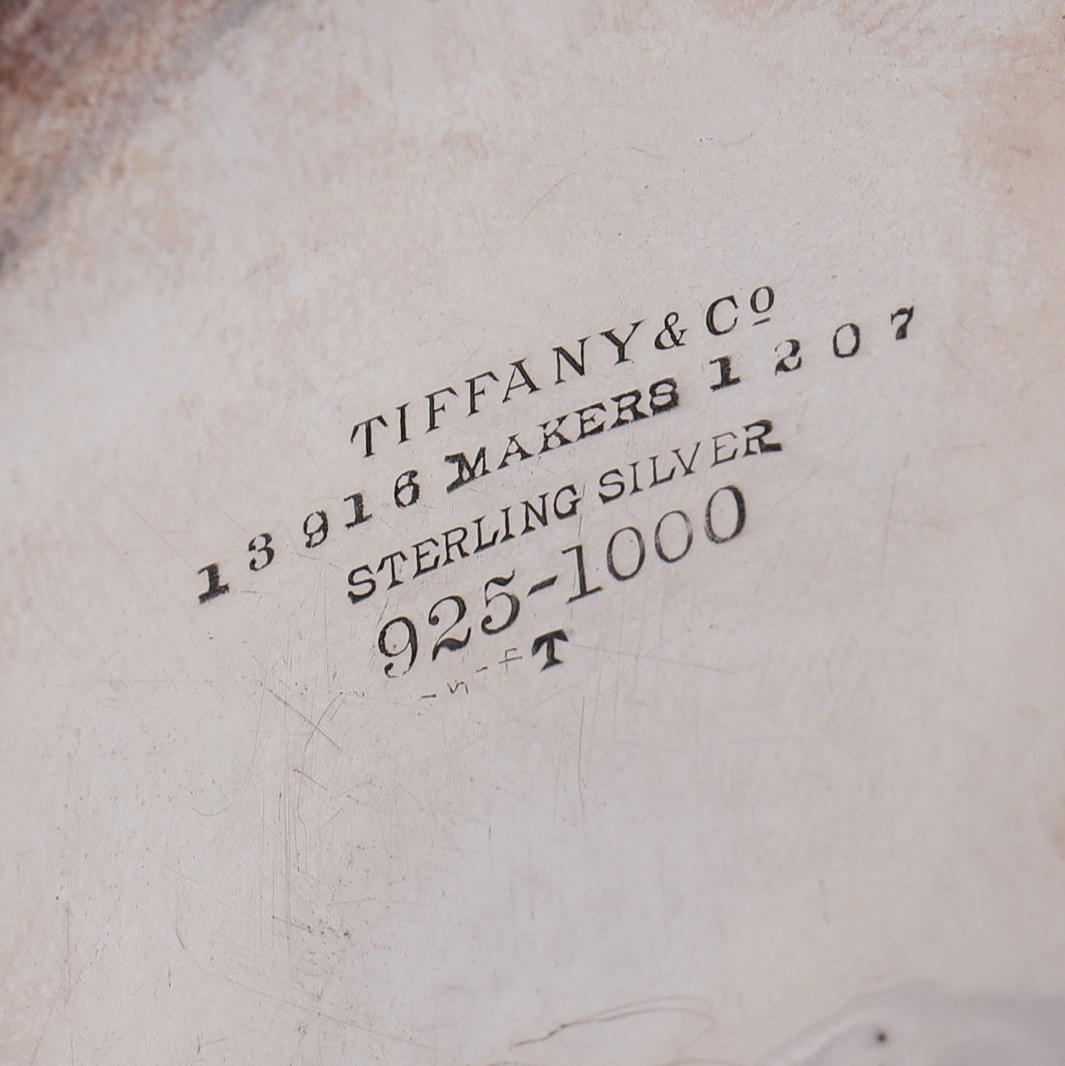 TIFFANY & Cº
13916 MAKERS 1207
STERLING SILVER
925-1000
T